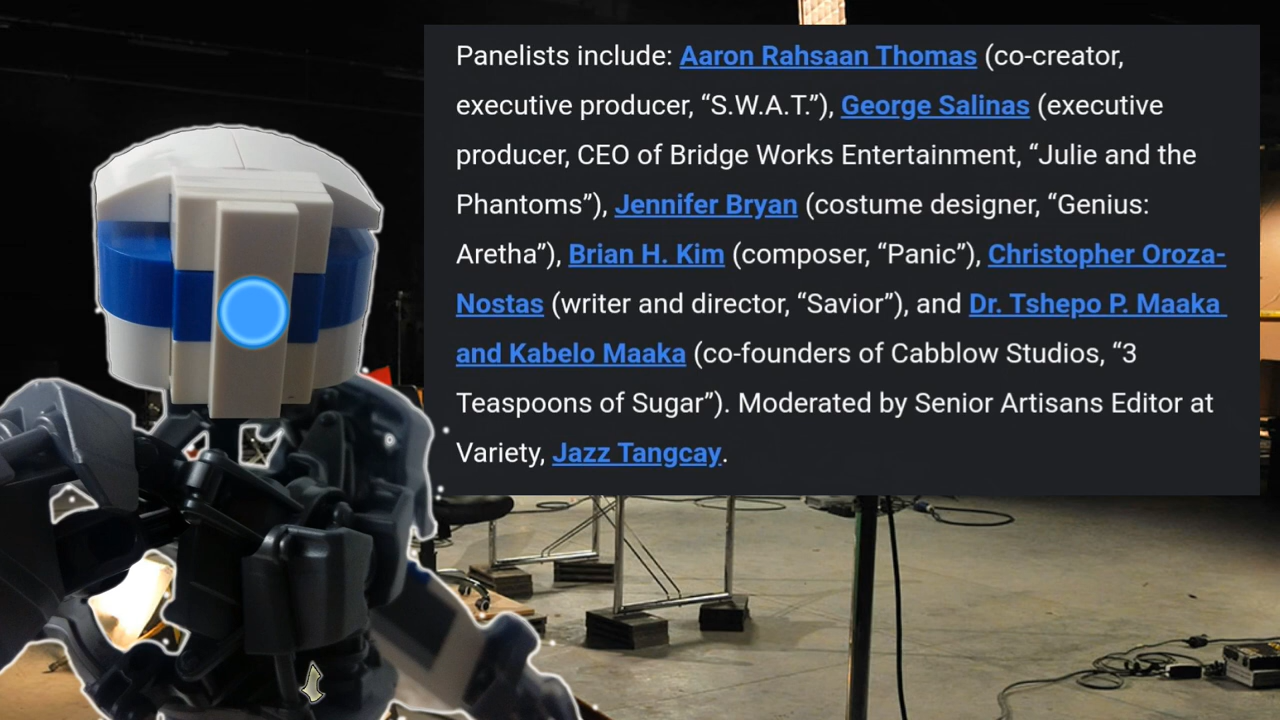 Panelists include: Aaron Rahsaan Thomas (co-creator,
executive producer, “S.W.A.T.”), George Salinas (executive
producer, CEO of Bridge Works Entertainment, “Julie and the
Phantoms”), Jennifer Bryan (costume designer, “Genius:
Aretha”), Brian H. Kim (composer, “Panic”), Christopher Oroza-
Nostas (writer and director, “Savior”), and Dr. Tshepo P. Maaka
and Kabelo Maaka (co-founders of Cabblow Studios, “3
Teaspoons of Sugar”). Moderated by Senior Artisans Editor at
Variety, Jazz Tangcay.